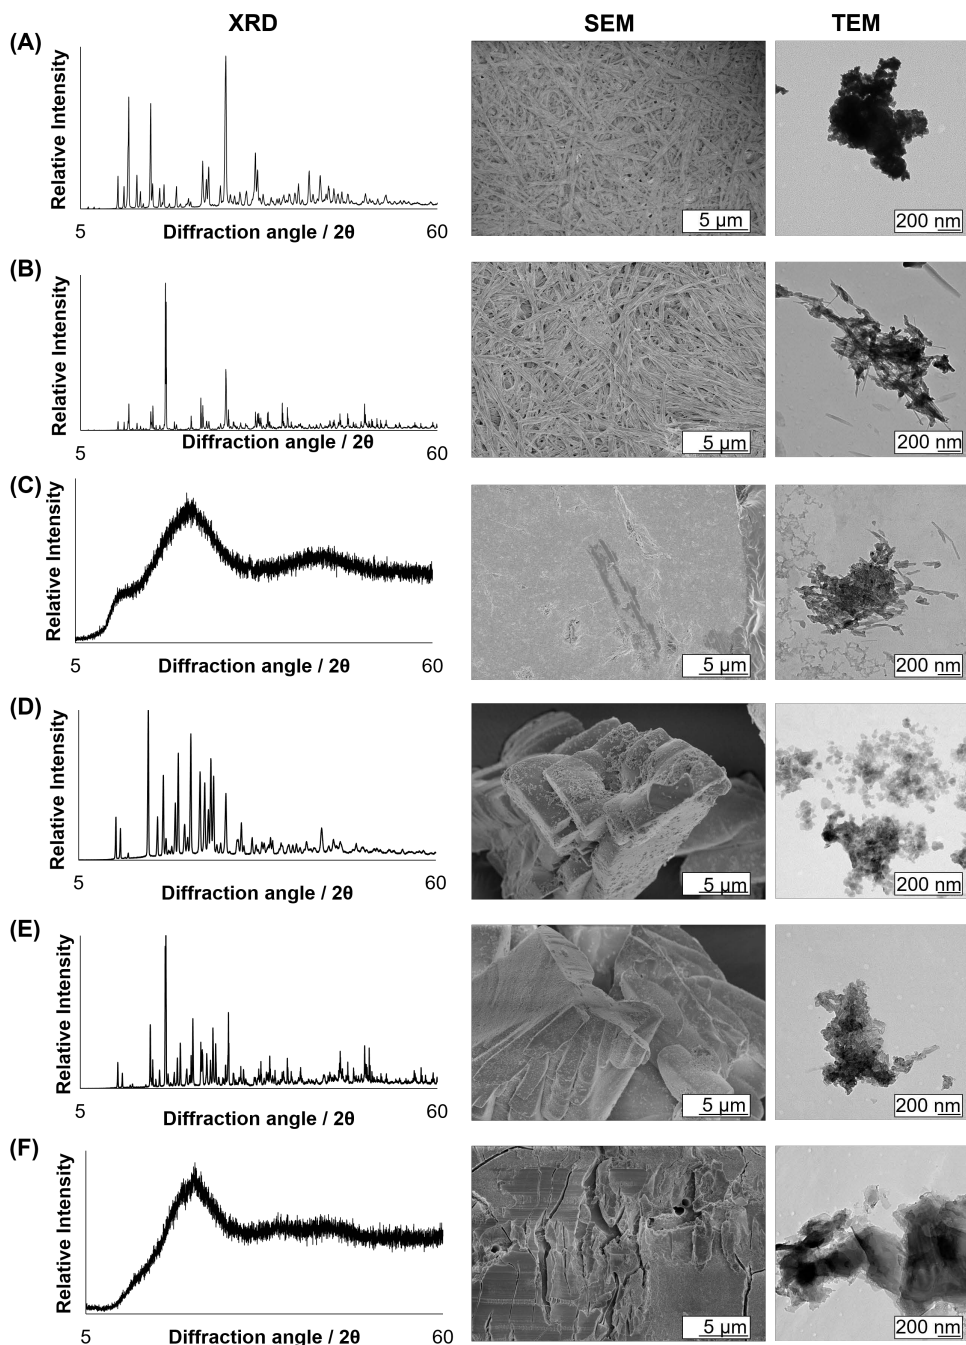 XRD SEM TEM
(A)
Relative Intensity
5 Diffraction angle / 2θ 60
5 µm
200 nm
(B)
Relative Intensity
5 Diffraction angle / 2θ 60
5 µm
200 nm
(C)
Relative Intensity
5 Diffraction angle / 2θ 60
5 µm
200 nm
(D)
Relative Intensity
5 Diffraction angle / 2θ 60
5 µm
200 nm
(E)
Relative Intensity
5 Diffraction angle / 2θ 60
5 µm
200 nm
(F)
Relative Intensity
5 Diffraction angle / 2θ 60
5 µm
200 nm